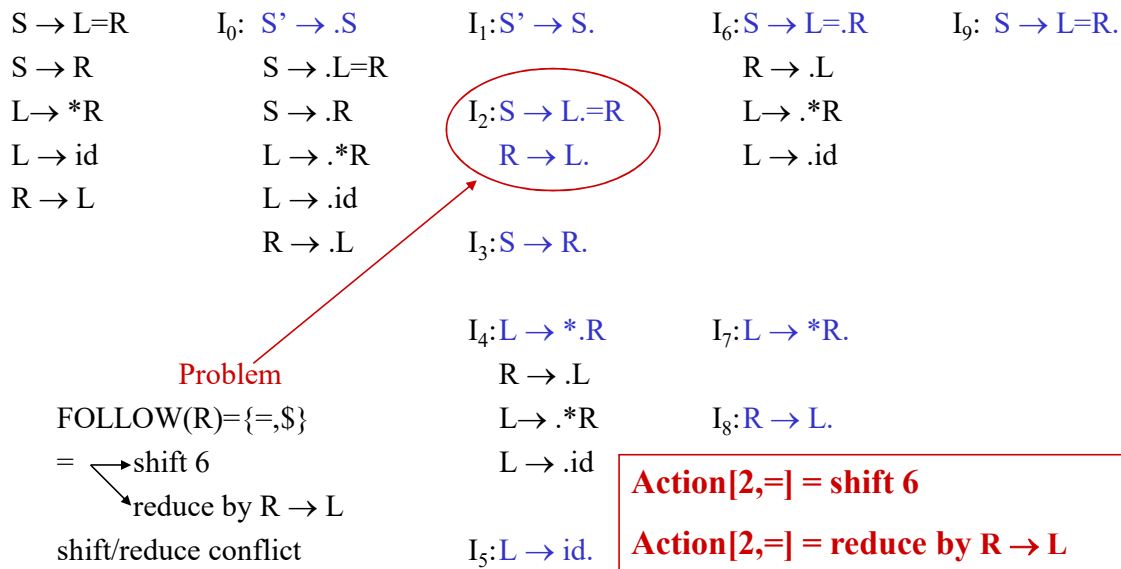 S → L=R
S → R
L→ *R
L → id
R → L
I0: S’ → .S
S → .L=R
S → .R
L → .*R
L → .id
R → .L
I1:S’ → S.
I2:S → L.=R
R → L.
I3:S → R.
I4:L → *.R
R → .L
L→ .*R
L → .id
I5:L → id.
I6:S → L=.R
R → .L
L→ .*R
L → .id
I7:L → *R.
I8:R → L.
I9: S → L=R.
Problem
FOLLOW(R)={=,$}
= → shift 6
reduce by R → L
shift/reduce conflict
Action[2,=] = shift 6
Action[2,=] = reduce by R → L